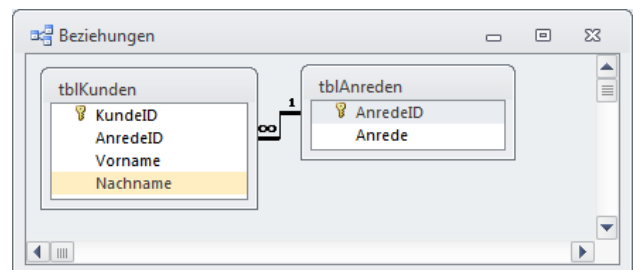 Beziehungen
tblKunden
KundeID
AnredeID
Vorname
Nachname
∞
1
tblAnreden
AnredeID
Anrede